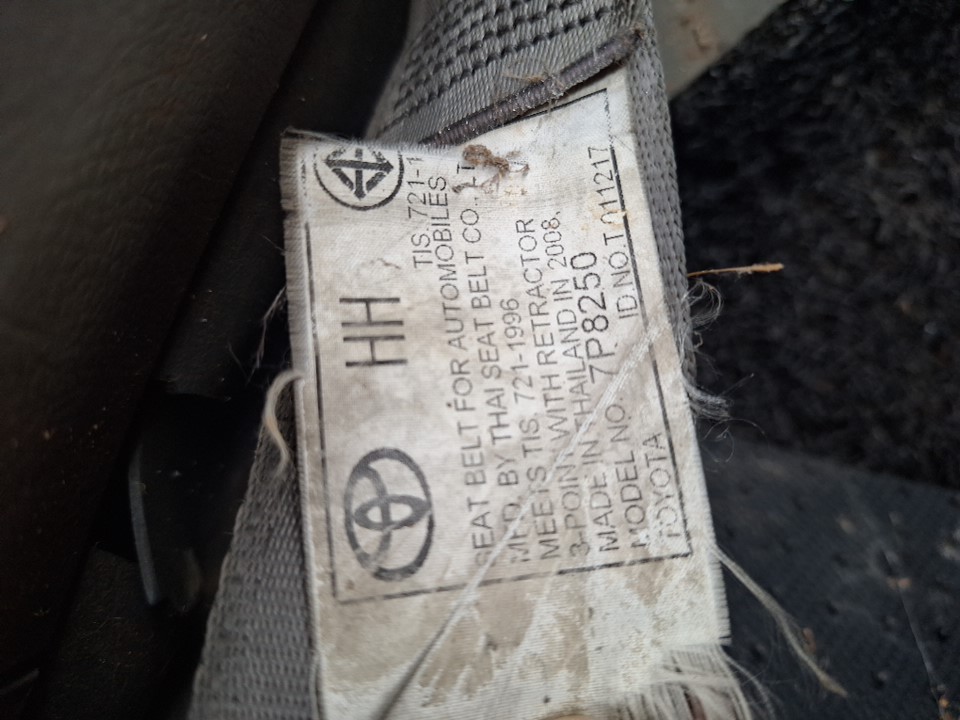 HH
TIS. 721-1
SEAT BELT FOR AUTOMOBILES
MFD. BY THAI SEAT BELT CO.,
MEETS TIS. 721-1996
3-POINT WITH RETRACTOR
MADE IN THAILAND IN 2008.
MODEL NO. 7P8250
TOYOTA ID NO.T 011217